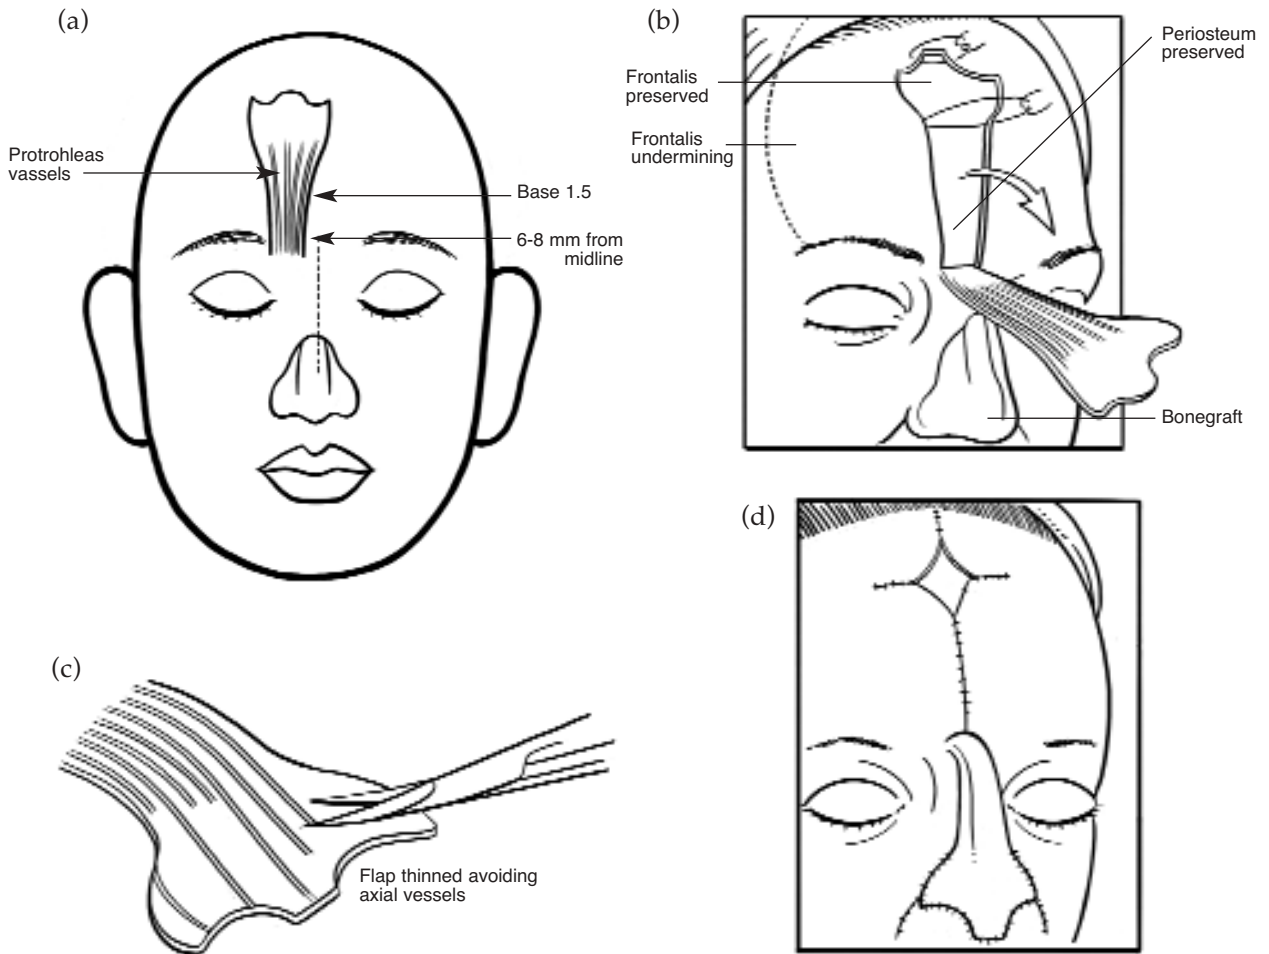 (a)
Protrohleas
vassels
Base 1.5
6-8 mm from
midline
(b)
Periosteum
preserved
Frontalis
preserved
Frontalis
undermining
Bonegraft
(c)
Flap thinned avoiding
axial vessels
(d)